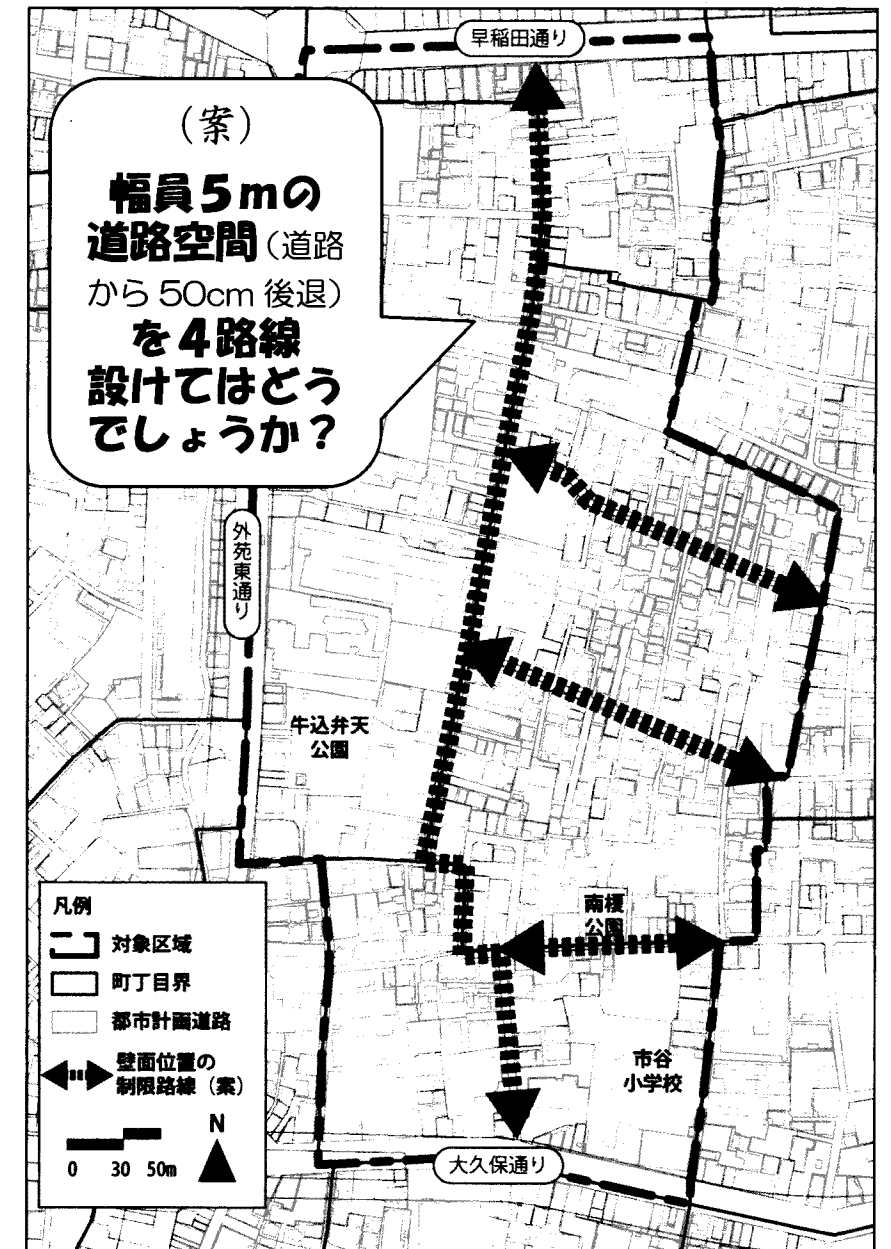 早稲田通り
（案）
幅員５ｍの
道路空間（道路
から 50cm 後退）
を４路線
設けてはどう
でしょうか？
外苑東通り
牛込弁天
公園
南榎
公園
市谷
小学校
大久保通り
凡例
対象区域
町丁目界
都市計画道路
壁面位置の
制限路線（案）
N
0 30 50m